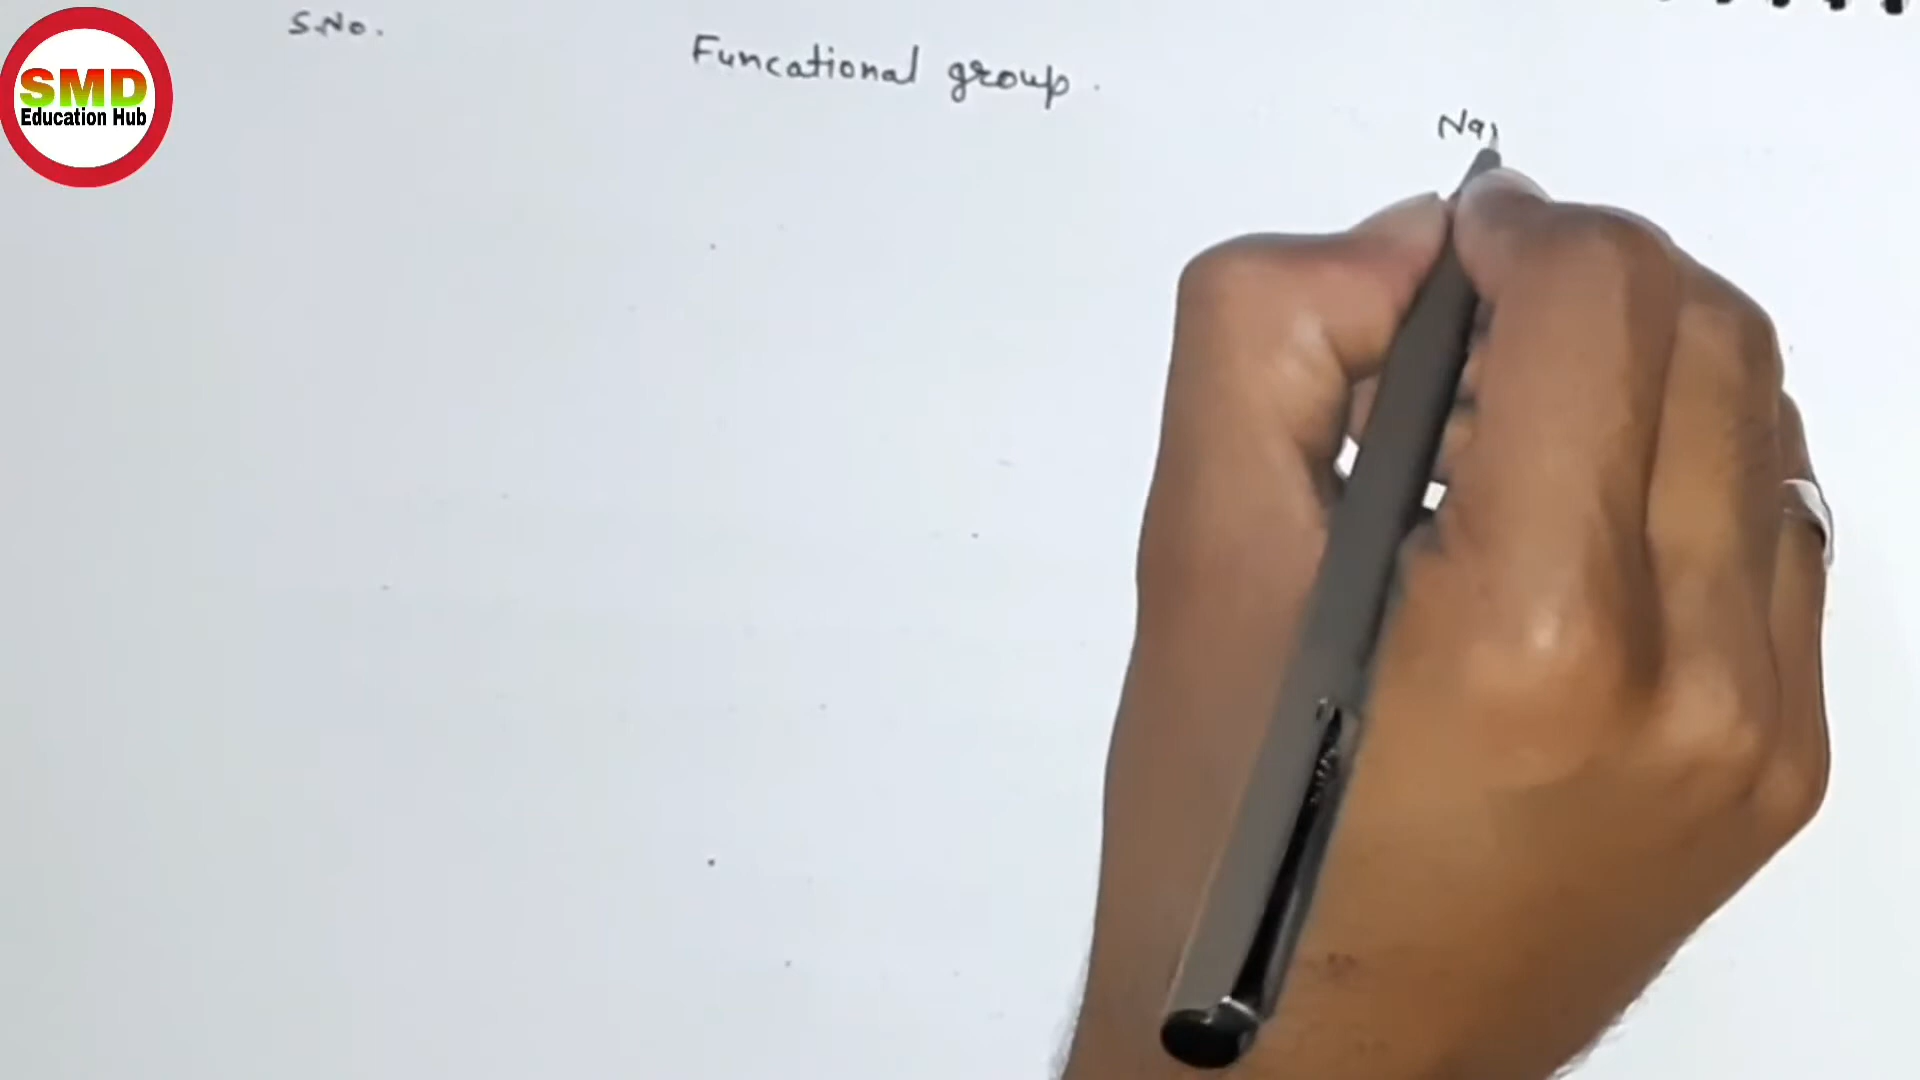 SMD
Education Hub
S.No.
Funcational group.
Na